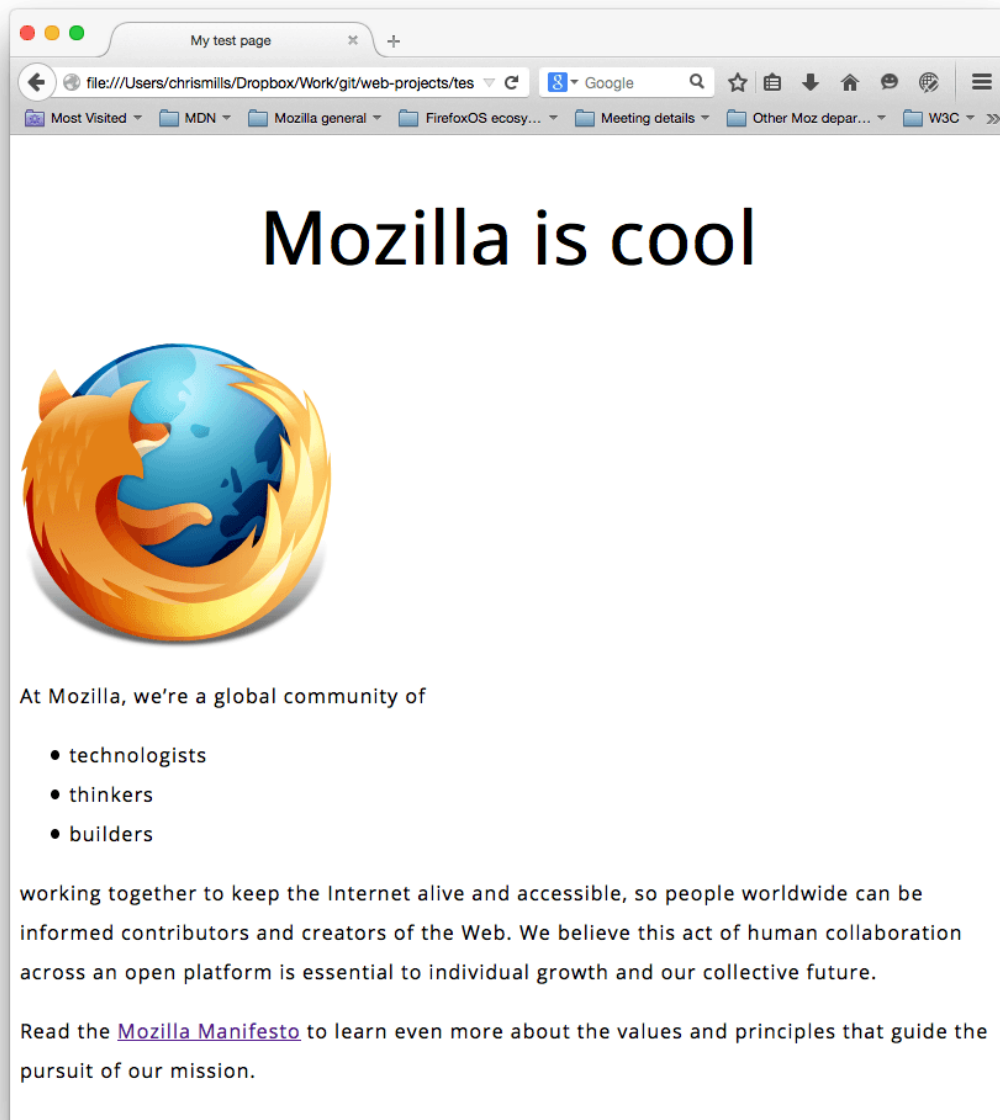 My test page
file:///Users/chrismills/Dropbox/Work/git/web-projects/tes
Google
Most Visited
MDN
Mozilla general
FirefoxOS ecosy...
Meeting details
Other Moz depar...
W3C
Mozilla is cool
At Mozilla, we’re a global community of
• technologists
• thinkers
• builders
working together to keep the Internet alive and accessible, so people worldwide can be
informed contributors and creators of the Web. We believe this act of human collaboration
across an open platform is essential to individual growth and our collective future.
Read the Mozilla Manifesto to learn even more about the values and principles that guide the
pursuit of our mission.